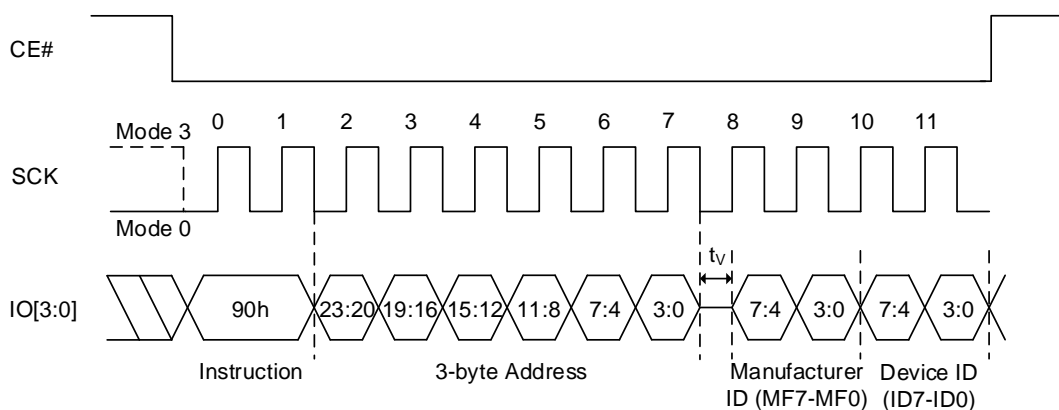 CE#
0 1 2 3 4 5 6 7 8 9 10 11
Mode 3
SCK
Mode 0
tV
IO[3:0]
90h 23:20 19:16 15:12 11:8 7:4 3:0 7:4 3:0 7:4 3:0
Instruction 3-byte Address Manufacturer Device ID
ID (MF7-MF0) (ID7-ID0)